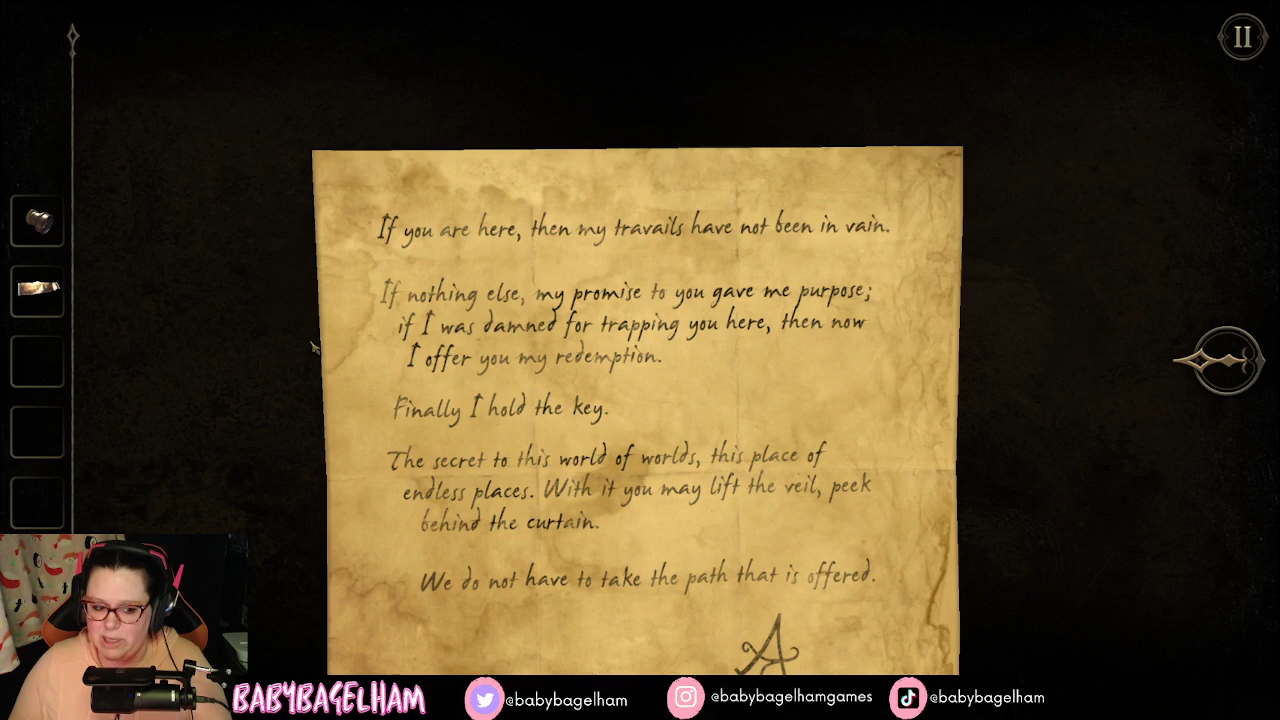 If you are here, then my travails have not been in vain.
If nothing else, my promise to you gave me purpose;
if I was damned for trapping you here, then now
I offer you my redemption.
Finally I hold the key.
The secret to this world of worlds, this place of
endless places. With it you may lift the veil, peek
behind the curtain.
We do not have to take the path that is offered.
A
BABYBAGELHAM
@babybagelham
@babybagelhamgames
@babybagelham